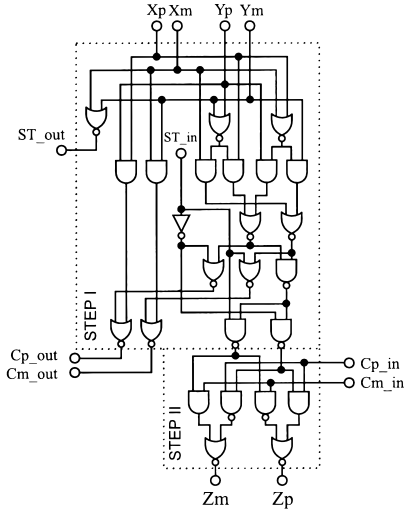 Xp Xm Yp Ym
ST_out
ST_in
STEP I
Cp_out
Cm_out
Cp_in
Cm_in
STEP II
Zm Zp